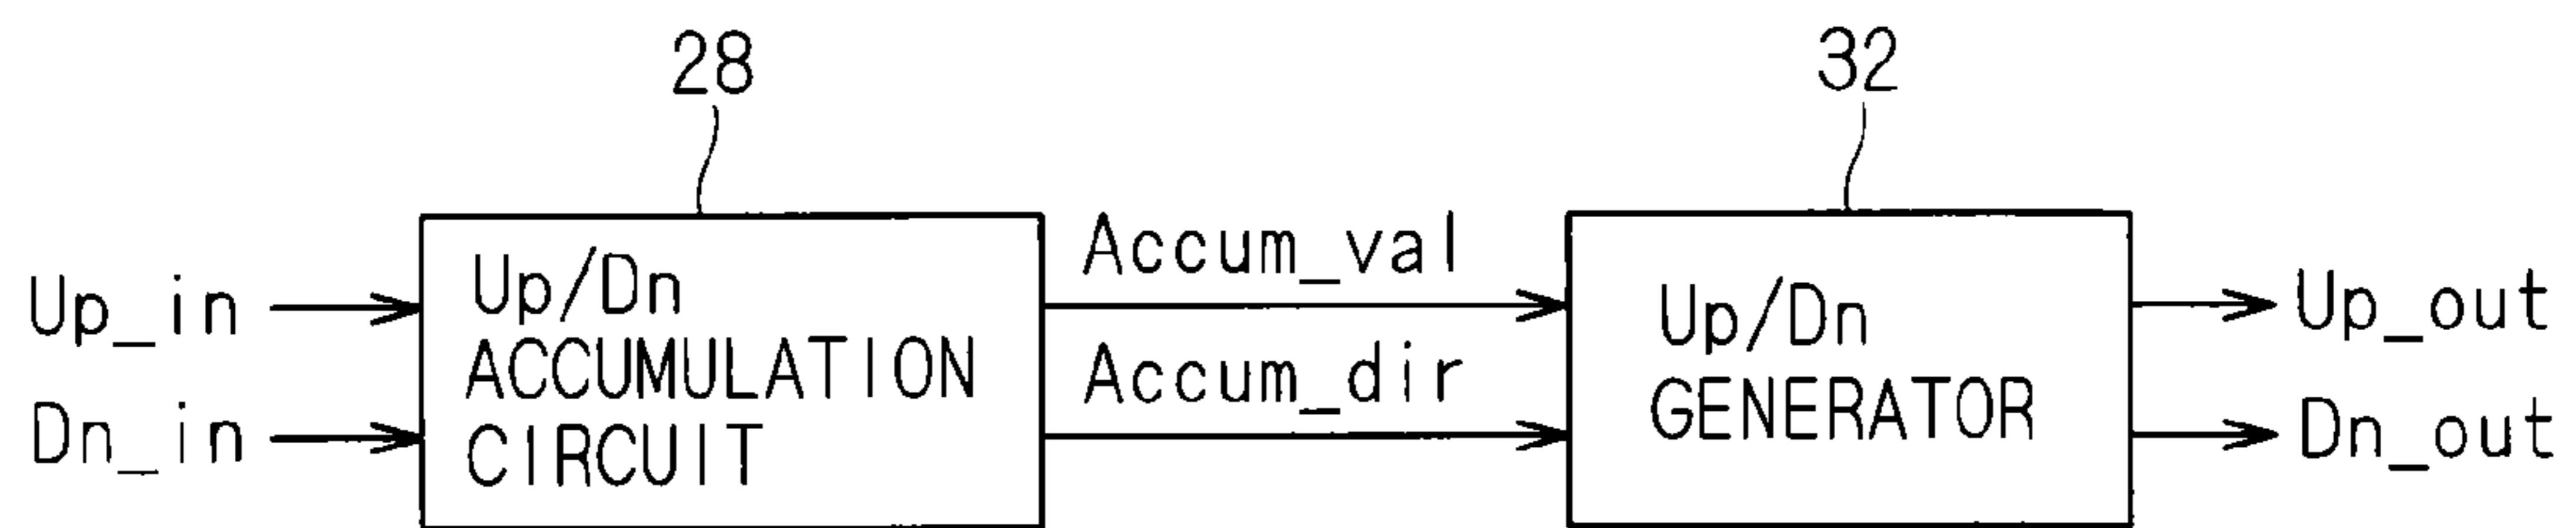 28
32
Up_in
Dn_in
Up/Dn
ACCUMULATION
CIRCUIT
Accum_val
Accum_dir
Up/Dn
GENERATOR
Up_out
Dn_out